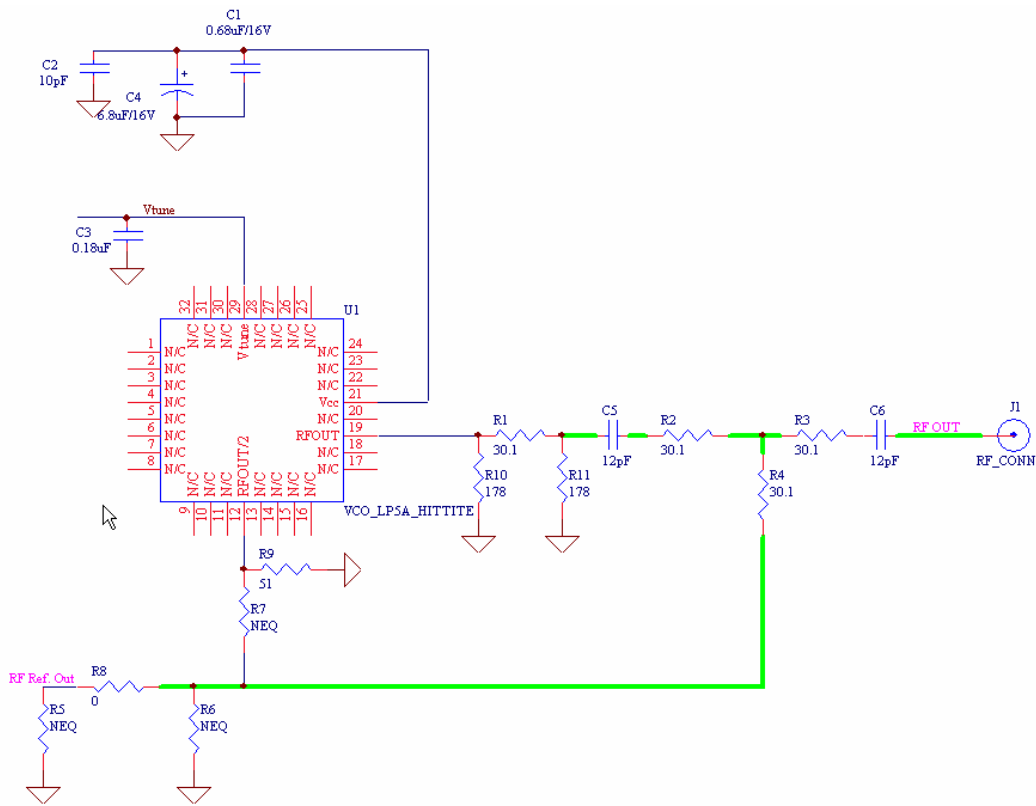 C1
0.68uF/16V
C2
10pF
C4
+
6.8uF/16V
Vtune
C3
0.18uF
U1
32
31
30
29
28
27
26
25
N/C
N/C
N/C
Vtune
N/C
N/C
N/C
N/C
1 N/C
2 N/C
3 N/C
4 N/C
5 N/C
6 N/C
7 N/C
8 N/C
N/C 24
N/C 23
N/C 22
Vcc 21
N/C 20
RFOUT 19
N/C 18
N/C 17
N/C
N/C
N/C
RFOUT/2
N/C
N/C
N/C
N/C
9
10
11
12
13
14
15
16
VCO_LP5A_HITTITE
R1
30.1
C5
12pF
R2
30.1
R3
30.1
C6
12pF
RF OUT
J1
RF_CONN
R10
178
R11
178
R4
30.1
R9
51
R7
NEQ
RF Ref. Out
R8
0
R5
NEQ
R6
NEQ